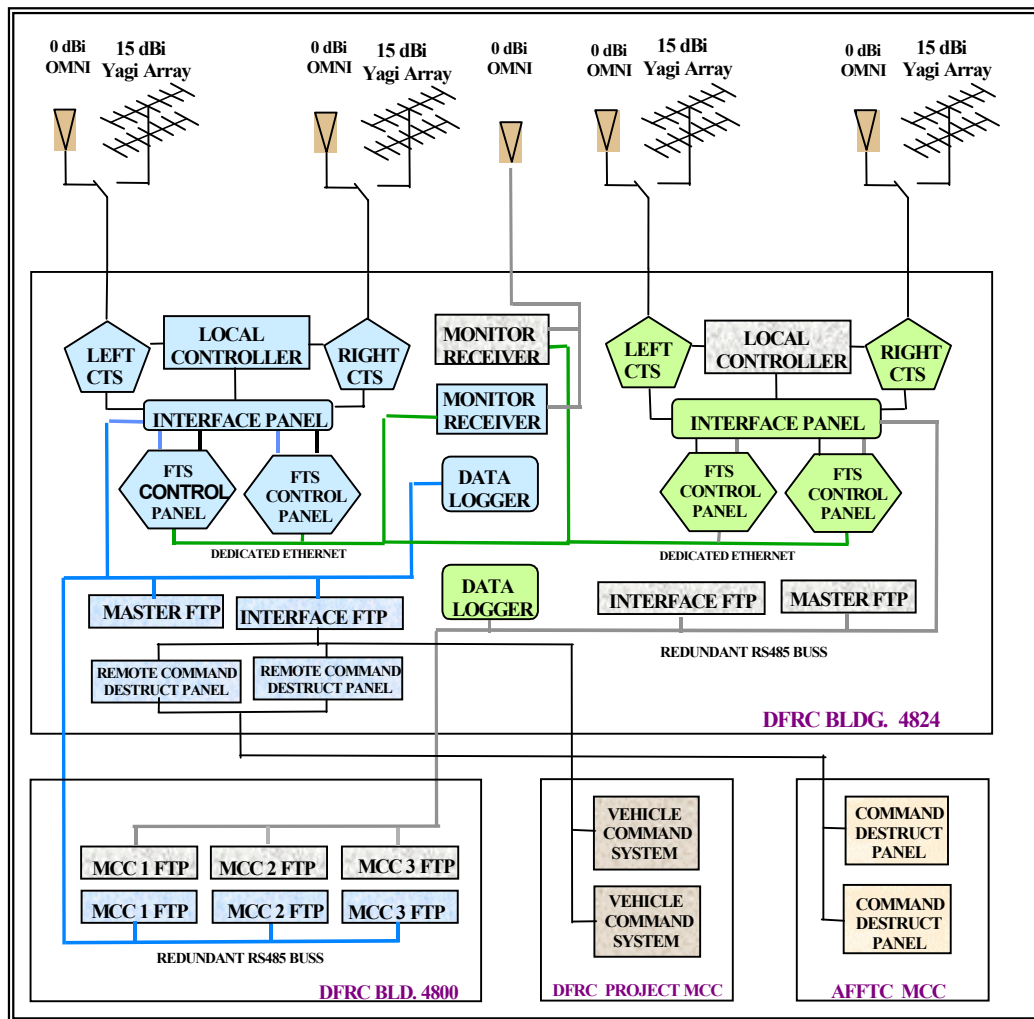 0 dBi
OMNI
15 dBi
Yagi Array
0 dBi
OMNI
15 dBi
Yagi Array
0 dBi
OMNI
0 dBi
OMNI
15 dBi
Yagi Array
0 dBi
OMNI
15 dBi
Yagi Array
LEFT
CTS
LOCAL
CONTROLLER
RIGHT
CTS
MONITOR
RECEIVER
LEFT
CTS
LOCAL
CONTROLLER
RIGHT
CTS
INTERFACE PANEL
MONITOR
RECEIVER
INTERFACE PANEL
FTS
CONTROL
PANEL
FTS
CONTROL
PANEL
DATA
LOGGER
FTS
CONTROL
PANEL
FTS
CONTROL
PANEL
DEDICATED ETHERNET
DEDICATED ETHERNET
MASTER FTP
INTERFACE FTP
DATA
LOGGER
INTERFACE FTP
MASTER FTP
REMOTE COMMAND
DESTRUCT PANEL
REMOTE COMMAND
DESTRUCT PANEL
REDUNDANT RS485 BUSS
DFRC BLDG. 4824
MCC 1 FTP
MCC 2 FTP
MCC 3 FTP
MCC 1 FTP
MCC 2 FTP
MCC 3 FTP
REDUNDANT RS485 BUSS
DFRC BLD. 4800
VEHICLE
COMMAND
SYSTEM
VEHICLE
COMMAND
SYSTEM
DFRC PROJECT MCC
COMMAND
DESTRUCT
PANEL
COMMAND
DESTRUCT
PANEL
AFFTC MCC